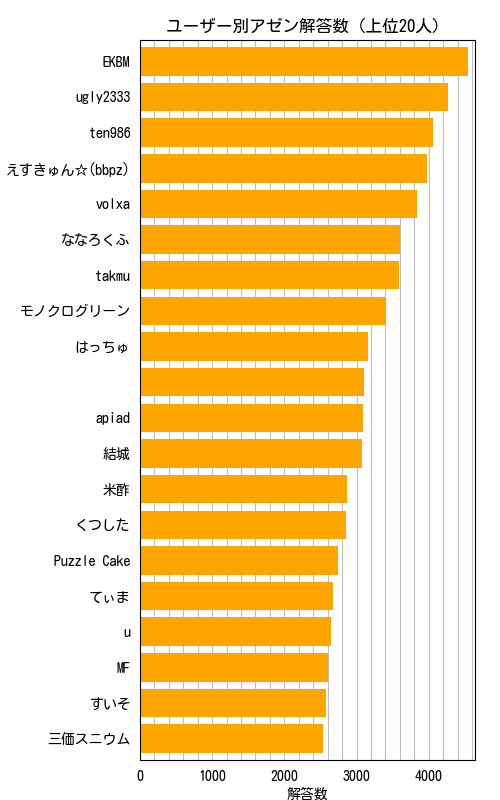 ユーザー別アゼン解答数 (上位20人)
EKBM
ugly2333
ten986
えすきゅん☆(bbpz)
volxa
ななろくふ
takmu
モノクログリーン
はっちゅ
apiad
結城
米酢
くつした
Puzzle Cake
てぃま
u
MF
すいそ
三価スニウム
0 1000 2000 3000 4000
解答数